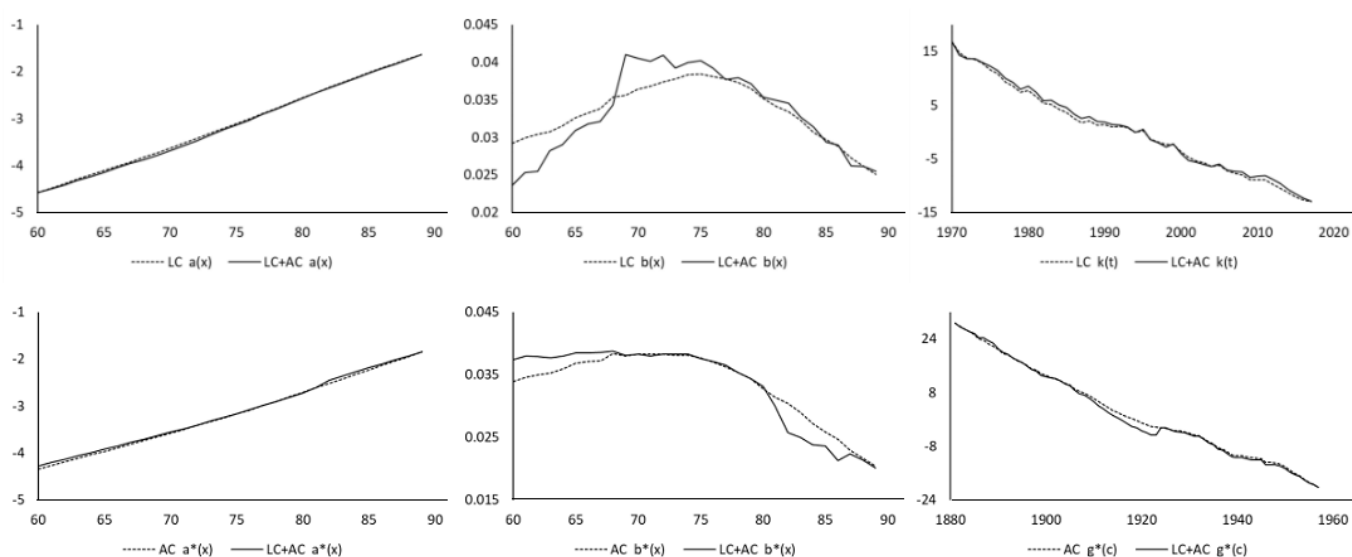 -1
-2
-3
-4
-5
60 65 70 75 80 85 90
LC a(x) LC+AC a(x)
0.045
0.04
0.035
0.03
0.025
0.02
60 65 70 75 80 85 90
LC b(x) LC+AC b(x)
15
5
-5
-15
1970 1980 1990 2000 2010 2020
LC k(t) LC+AC k(t)
-1
-2
-3
-4
-5
60 65 70 75 80 85 90
AC a*(x) LC+AC a*(x)
0.045
0.035
0.025
0.015
60 65 70 75 80 85 90
AC b*(x) LC+AC b*(x)
24
8
-8
-24
1880 1900 1920 1940 1960
AC g*(c) LC+AC g*(c)